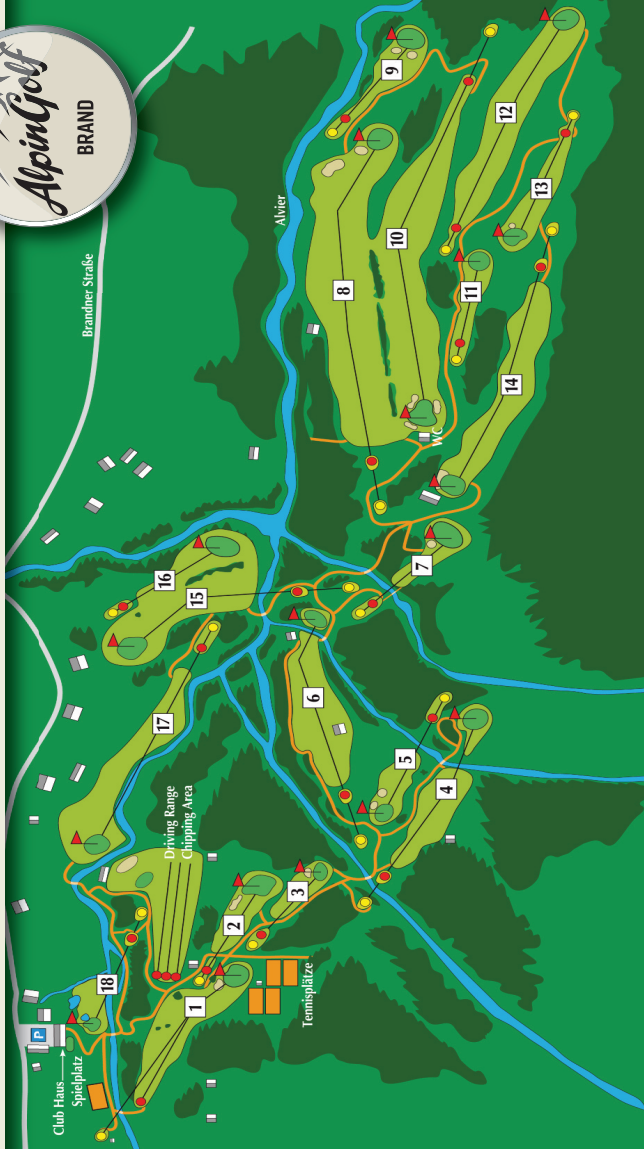 AlpinGolf
BRAND
Brandner Straße
Alvier
Driving Range
Chipping Area
Club Haus
Spielplatz
P
Tennisplätze
WC
1
2
3
4
5
6
7
8
9
10
11
12
13
14
15
16
17
18